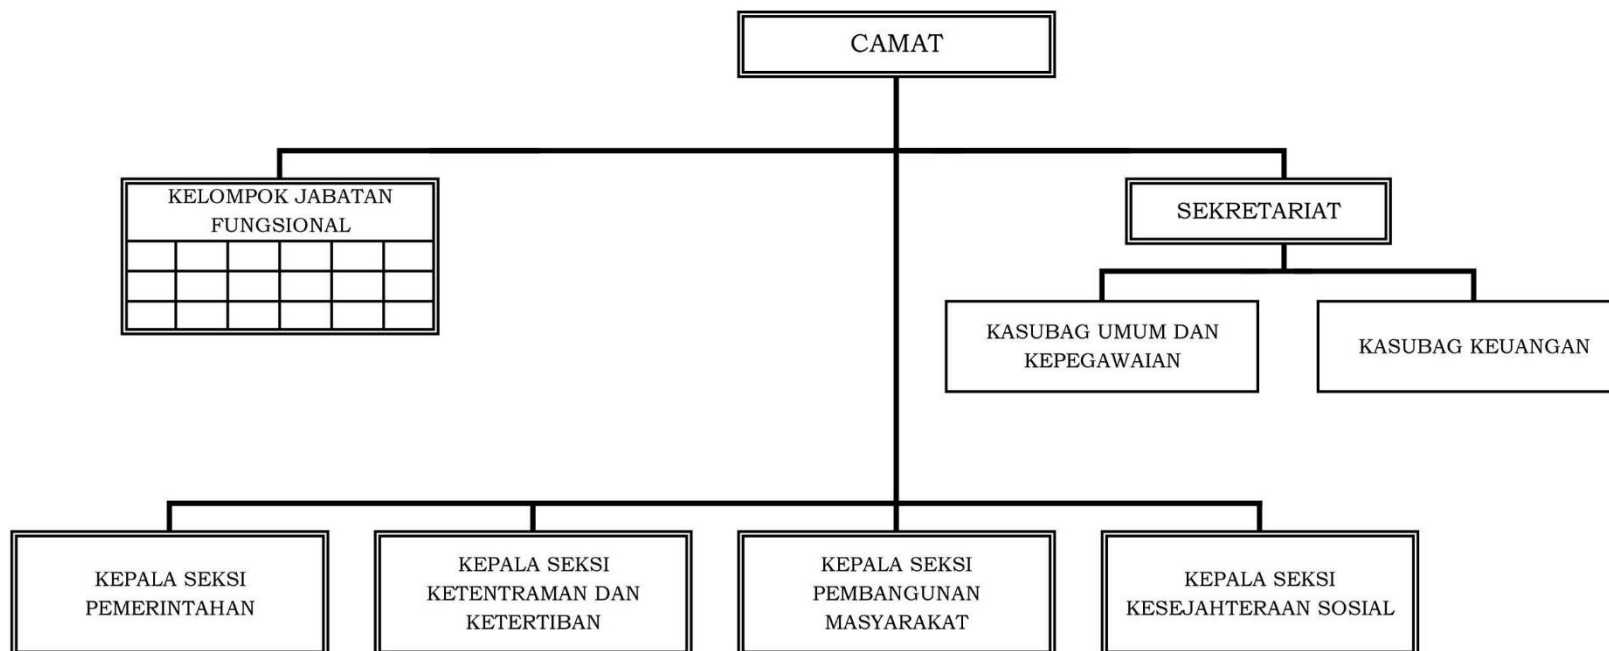 CAMAT
KELOMPOK JABATAN
FUNGSIONAL
SEKRETARIAT
KASUBAG UMUM DAN
KEPEGAWAIAN
KASUBAG KEUANGAN
KEPALA SEKSI
PEMERINTAHAN
KEPALA SEKSI
KETENTRAMAN DAN
KETERTIBAN
KEPALA SEKSI
PEMBANGUNAN
MASYARAKAT
KEPALA SEKSI
KESEJAHTERAAN SOSIAL